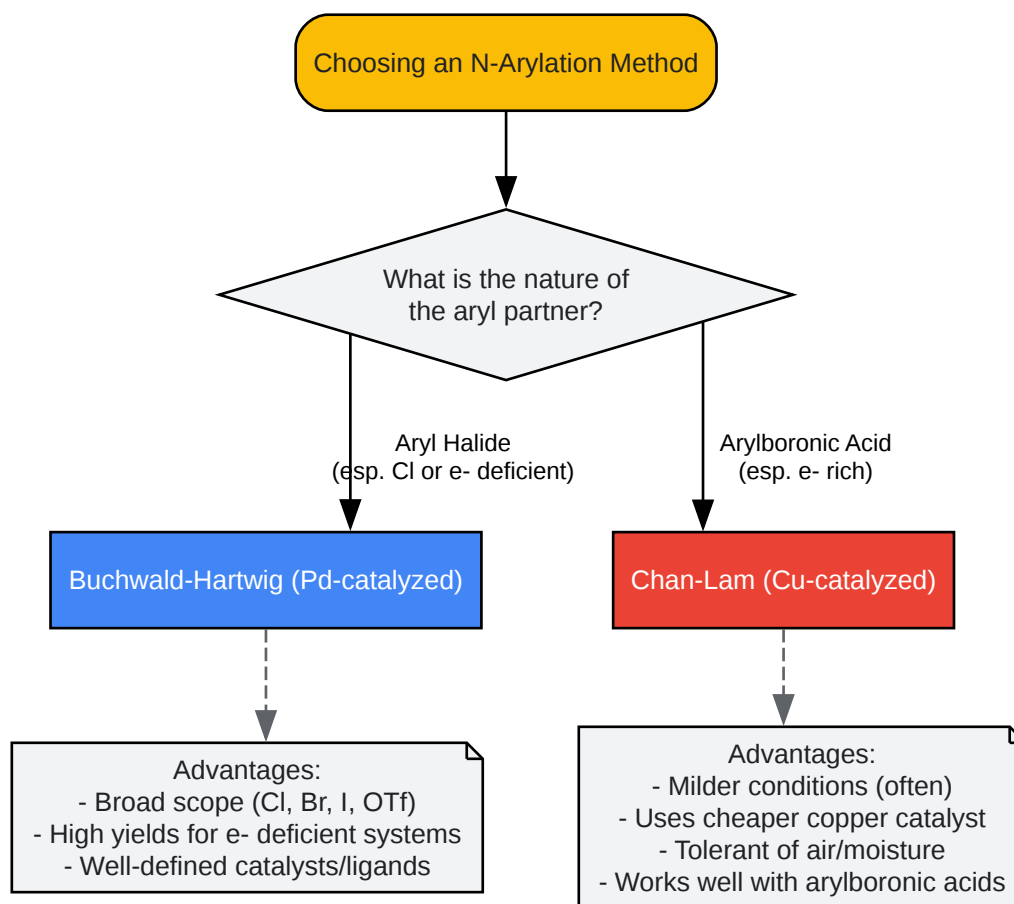 Choosing an N-Arylation Method
What is the nature of
the aryl partner?
Aryl Halide
(esp. Cl or e- deficient)
Arylboronic Acid
(esp. e- rich)
Buchwald-Hartwig (Pd-catalyzed)
Chan-Lam (Cu-catalyzed)
Advantages:
- Broad scope (Cl, Br, I, OTf)
- High yields for e- deficient systems
- Well-defined catalysts/ligands
Advantages:
- Milder conditions (often)
- Uses cheaper copper catalyst
- Tolerant of air/moisture
- Works well with arylboronic acids